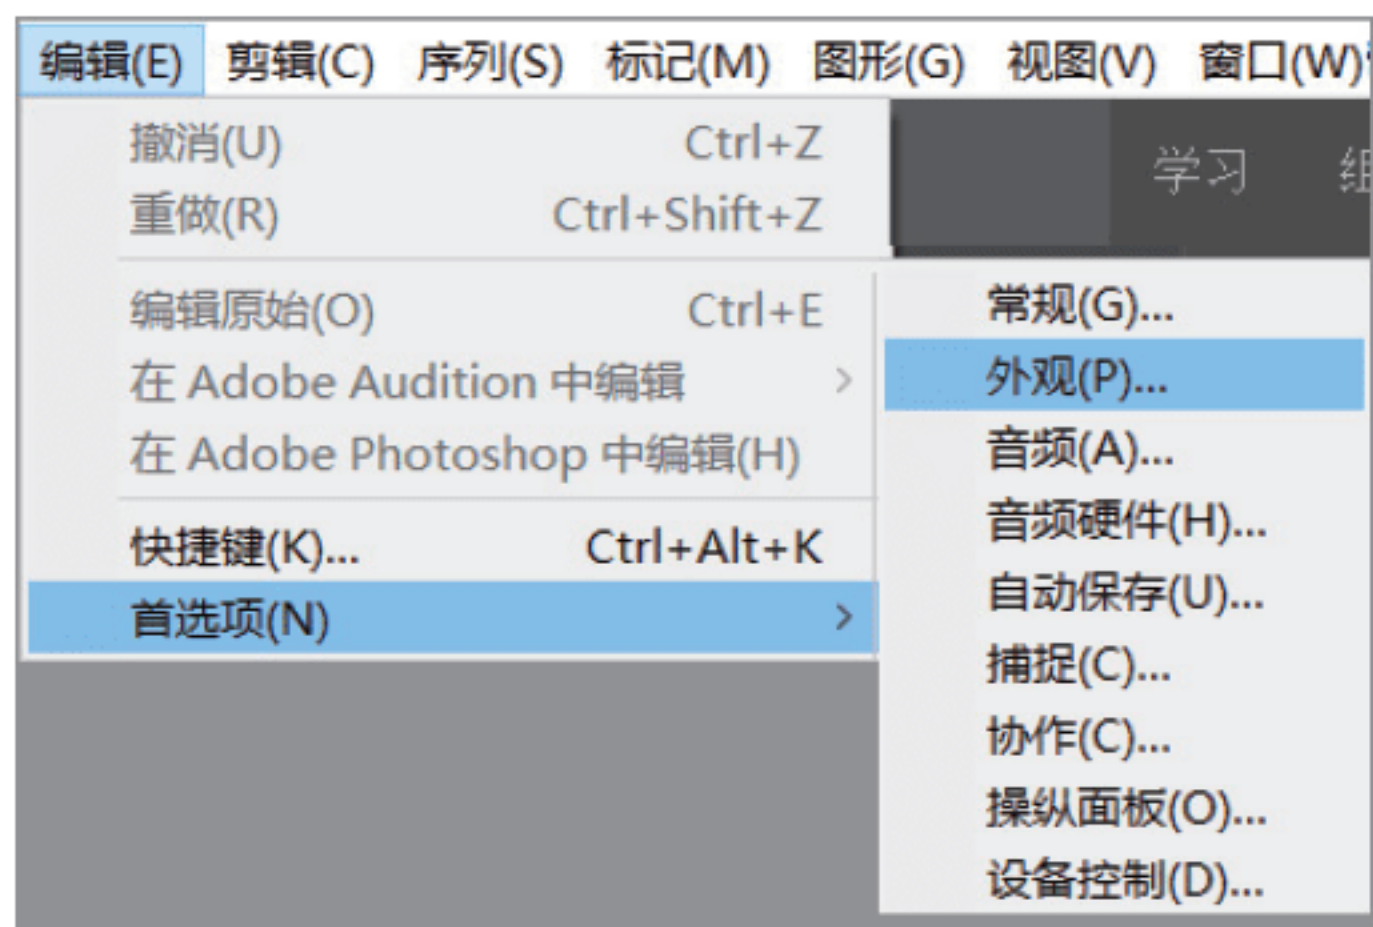 编辑(E) 剪辑(C) 序列(S) 标记(M) 图形(G) 视图(V) 窗口(W)
撤消(U) Ctrl+Z
重做(R) Ctrl+Shift+Z
学习
编辑原始(O) Ctrl+E
在 Adobe Audition 中编辑 >
在 Adobe Photoshop 中编辑(H)
快捷键(K)... Ctrl+Alt+K
首选项(N) >
常规(G)...
外观(P)...
音频(A)...
音频硬件(H)...
自动保存(U)...
捕捉(C)...
协作(C)...
操纵面板(O)...
设备控制(D)...